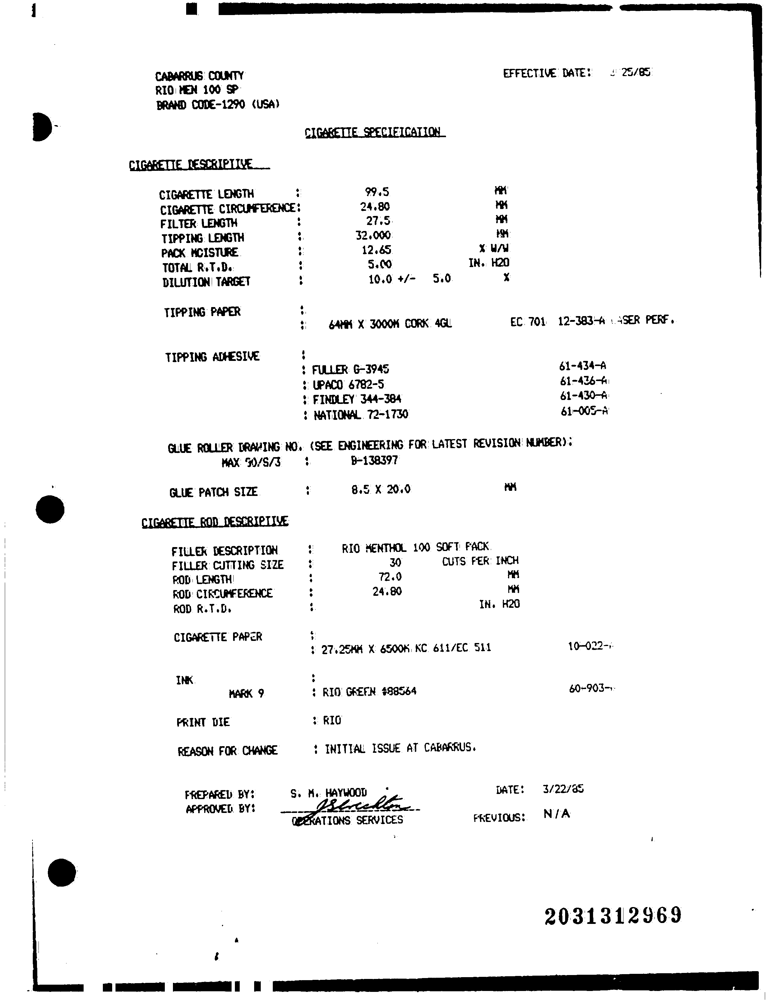 CABARRUS COUNTY EFFECTIVE DATE: 25/85
RIO MEN 100 SP
BRAND CODE-1290 (USA)
CIGARETTE SPECIFICATION
CIGARETTE DESCRIPTIVE
CIGARETTE LENGTH : 99.5 MM
CIGARETTE CIRCUMFERENCE: 24.80 MM
FILTER LENGTH : 27.5 MM
TIPPING LENGTH : 32.000 MM
PACK MOISTURE : 12.65 % W/W
TOTAL R.T.D. : 5.00 IN. H2O
DILUTION TARGET : 10.0 +/- 5.0 %
TIPPING PAPER :
: 64MM X 3000M CORK 4GL EC 701 12-383-A LASER PERF.
TIPPING ADHESIVE :
: FULLER G-3945 61-434-A
: UPACO 6782-5 61-436-A
: FINDLEY 344-384 61-430-A
: NATIONAL 72-1730 61-005-A
GLUE ROLLER DRAWING NO. (SEE ENGINEERING FOR LATEST REVISION NUMBER):
MAX 90/S/3 : B-138397
GLUE PATCH SIZE : 8.5 X 20.0 MM
CIGARETTE ROD DESCRIPTIVE
FILLER DESCRIPTION : RIO MENTHOL 100 SOFT PACK
FILLER CUTTING SIZE : 30 CUTS PER INCH
ROD LENGTH : 72.0 MM
ROD CIRCUMFERENCE : 24.80 MM
ROD R.T.D. : IN. H2O
CIGARETTE PAPER :
: 27.25MM X 6500M KC 611/EC 511 10-022-
INK :
MARK 9 : RIO GREEN #88564 60-903-
PRINT DIE : RIO
REASON FOR CHANGE : INITIAL ISSUE AT CABARRUS.
PREPARED BY: S. M. HAYWOOD DATE: 3/22/85
APPROVED BY:
OPERATIONS SERVICES PREVIOUS: N/A
2031312969